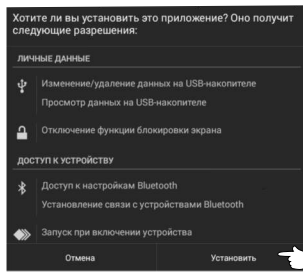 Хотите ли вы установить это приложение? Оно получит
следующие разрешения:
ЛИЧНЫЕ ДАННЫЕ
Изменение/удаление данных на USB-накопителе
Просмотр данных на USB-накопителе
Отключение функции блокировки экрана
ДОСТУП К УСТРОЙСТВУ
Доступ к настройкам Bluetooth
Установление связи с устройствами Bluetooth
Запуск при включении устройства
Отмена
Установить